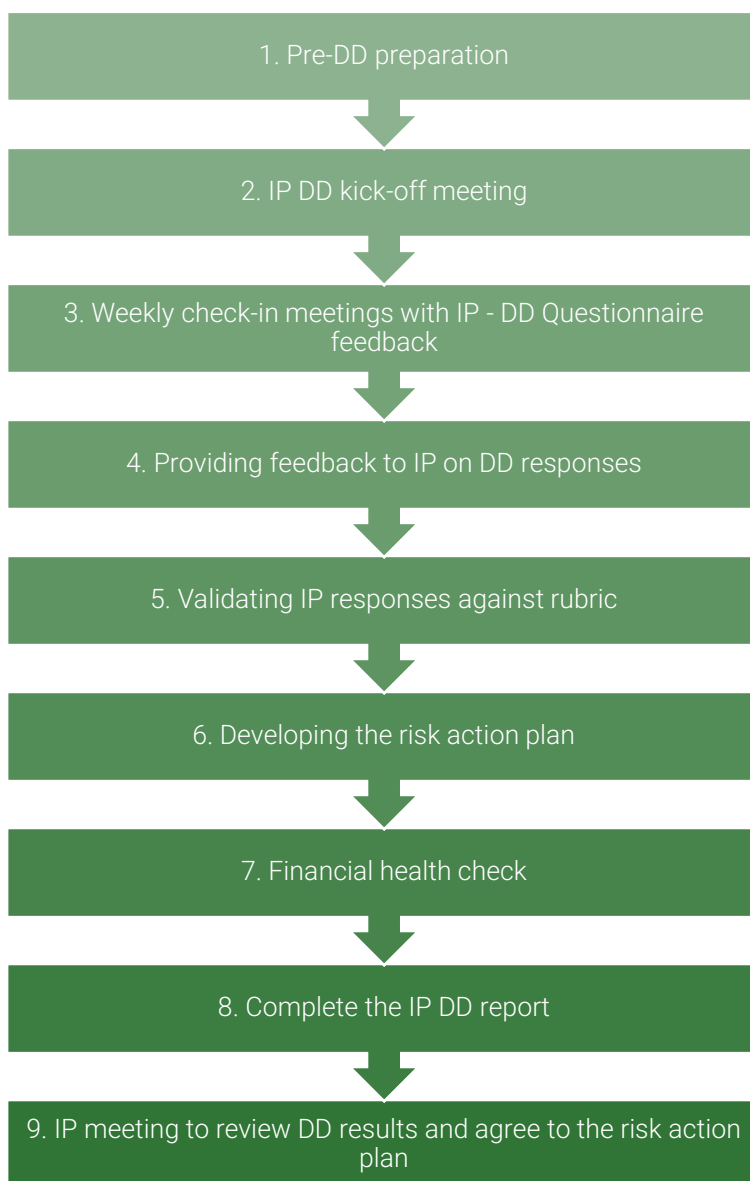 1. Pre-DD preparation
2. IP DD kick-off meeting
3. Weekly check-in meetings with IP - DD Questionnaire
feedback
4. Providing feedback to IP on DD responses
5. Validating IP responses against rubric
6. Developing the risk action plan
7. Financial health check
8. Complete the IP DD report
9. IP meeting to review DD results and agree to the risk action
plan